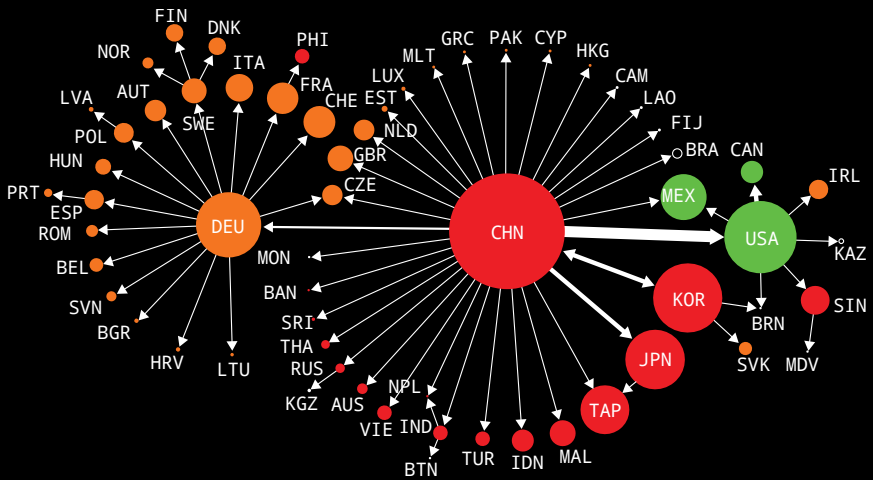 FIN
DNK
NOR
PHI
ITA
GRC
PAK
CYP
HKG
MLT
LUX
CAM
FRA
AUT
LVA
EST
CHE
LAO
SWE
FIJ
POL
NLD
BRA
CAN
HUN
GBR
IRL
PRT
CZE
MEX
ESP
ROM
DEU
CHN
USA
MON
KAZ
BEL
BAN
KOR
SVN
SIN
BGR
SRI
BRN
THA
HRV
LTU
RUS
JPN
SVK
MDV
KGZ
AUS
NPL
TAP
VIE
IND
TUR
IDN
MAL
BTN